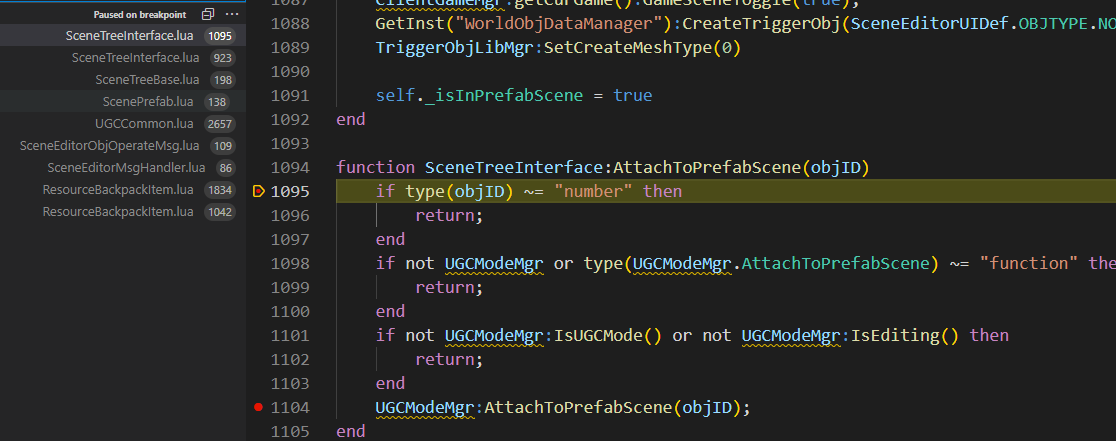 Paused on breakpoint
SceneTreeInterface.lua 1095
SceneTreeInterface.lua 923
SceneTreeBase.lua 198
ScenePrefab.lua 138
UGCCommon.lua 2657
SceneEditorObjOperateMsg.lua 109
SceneEditorMsgHandler.lua 86
ResourceBackpackItem.lua 1834
ResourceBackpackItem.lua 1042
1087 ClientGameMgr:getCurGame():GameSceneToggle(true);
1088 GetInst("WorldObjDataManager"):CreateTriggerObj(SceneEditorUIDef.OBJTYPE.NO
1089 TriggerObjLibMgr:SetCreateMeshType(0)
1090
1091 self._isInPrefabScene = true
1092 end
1093
1094 function SceneTreeInterface:AttachToPrefabScene(objID)
1095 if type(objID) ~= "number" then
1096 return;
1097 end
1098 if not UGCModeMgr or type(UGCModeMgr.AttachToPrefabScene) ~= "function" the
1099 return;
1100 end
1101 if not UGCModeMgr:IsUGCMode() or not UGCModeMgr:IsEditing() then
1102 return;
1103 end
1104 UGCModeMgr:AttachToPrefabScene(objID);
1105 end